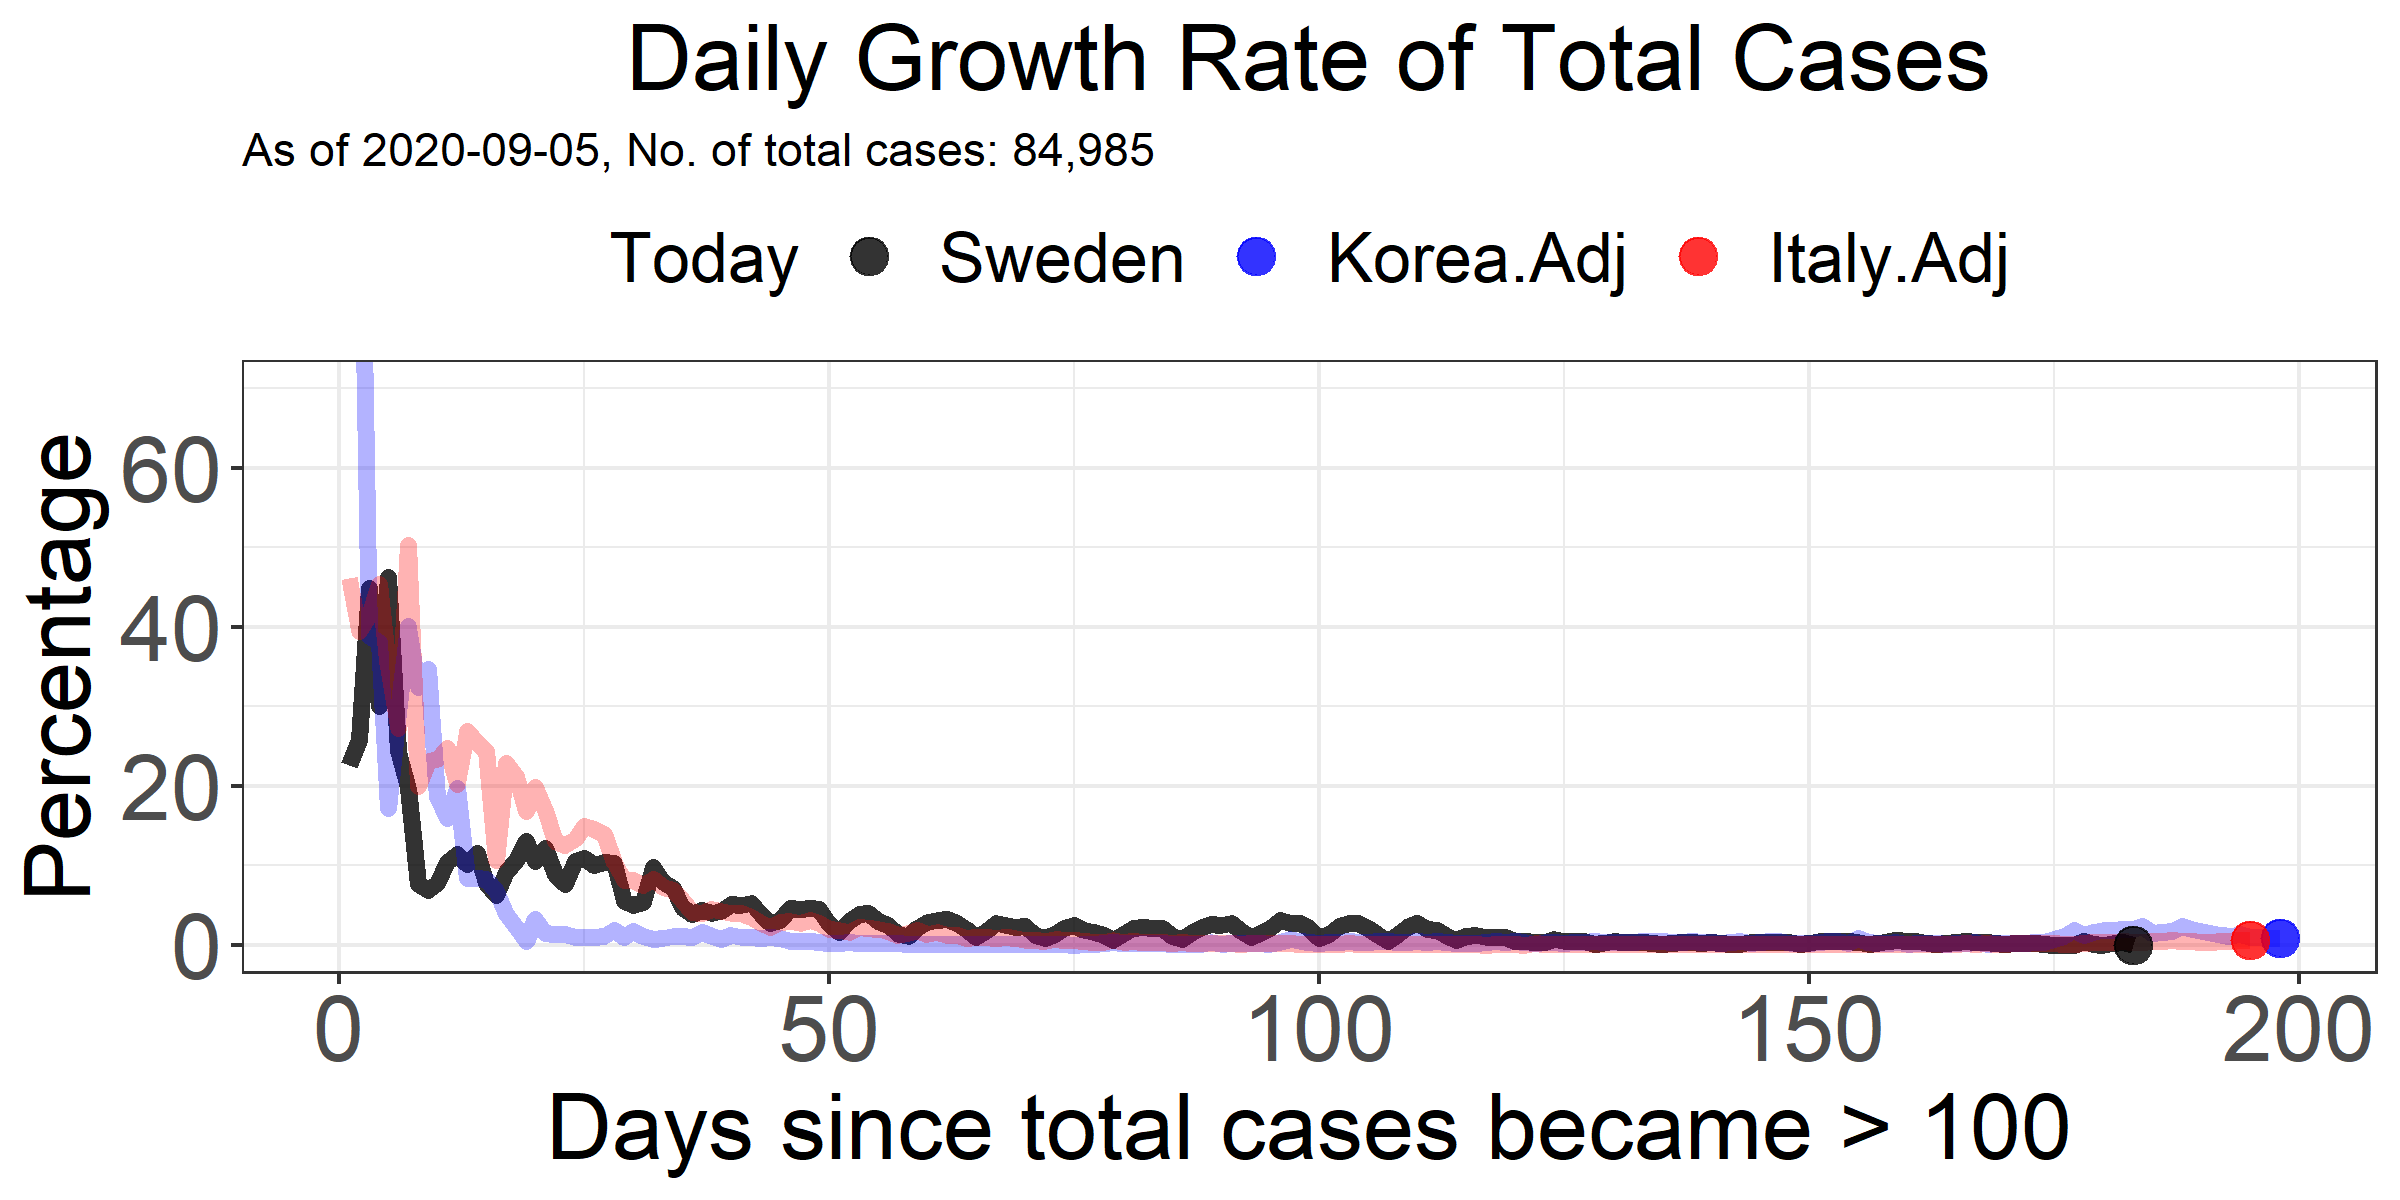 Daily Growth Rate of Total Cases
As of 2020-09-05, No. of total cases: 84,985
Today Sweden Korea.Adj Italy.Adj
Percentage
60
40
20
0
0 50 100 150 200
Days since total cases became > 100